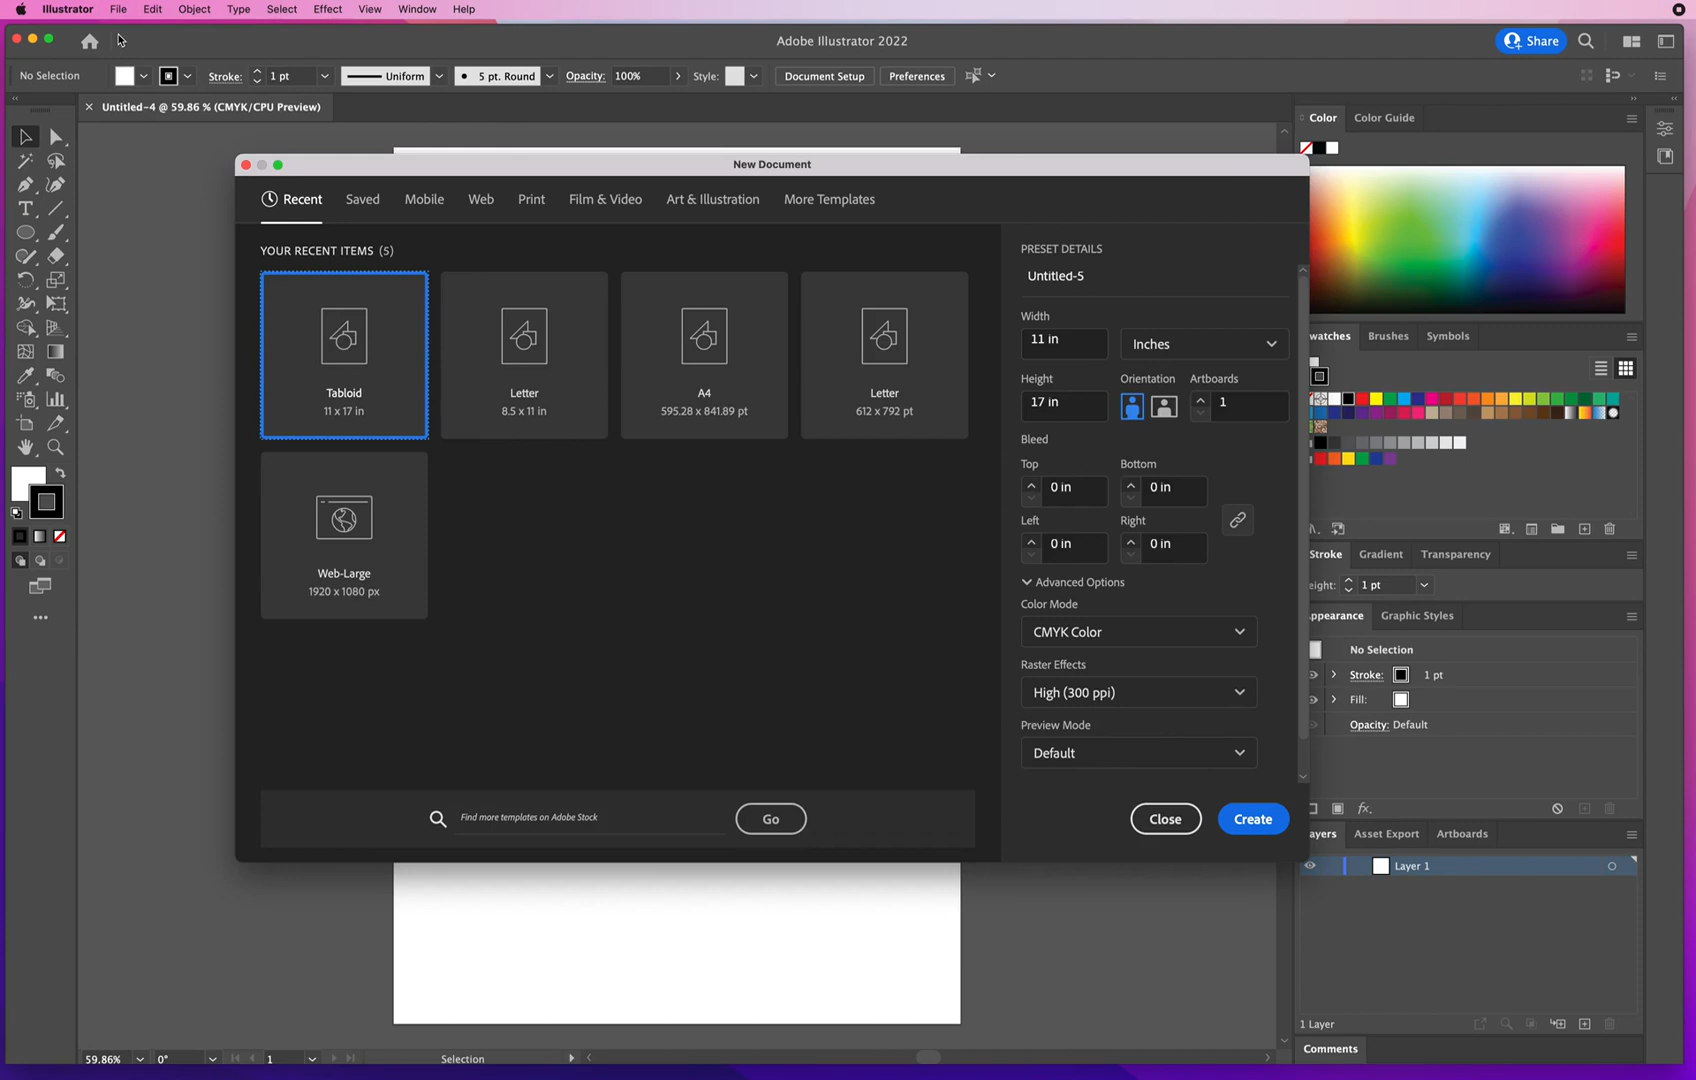 Illustrator File Edit Object Type Select Effect View Window Help
Adobe Illustrator 2022
Share
No Selection
Stroke: 1 pt
Uniform
5 pt. Round
Opacity: 100%
Style:
Document Setup
Preferences
Untitled-4 @ 59.86 % (CMYK/CPU Preview)
New Document
Recent Saved Mobile Web Print Film & Video Art & Illustration More Templates
YOUR RECENT ITEMS (5)
Tabloid
11 x 17 in
Letter
8.5 x 11 in
A4
595.28 x 841.89 pt
Letter
612 x 792 pt
Web-Large
1920 x 1080 px
Find more templates on Adobe Stock
Go
PRESET DETAILS
Untitled-5
Width
11 in
Inches
Height Orientation Artboards
17 in 1
Bleed
Top Bottom
0 in 0 in
Left Right
0 in 0 in
Advanced Options
Color Mode
CMYK Color
Raster Effects
High (300 ppi)
Preview Mode
Default
Close
Create
Color Color Guide
watches Brushes Symbols
Stroke Gradient Transparency
eight: 1 pt
Appearance Graphic Styles
No Selection
Stroke: 1 pt
Fill:
Opacity: Default
fx.
ayers Asset Export Artboards
Layer 1
1 Layer
Comments
59.86% 0° 1 Selection